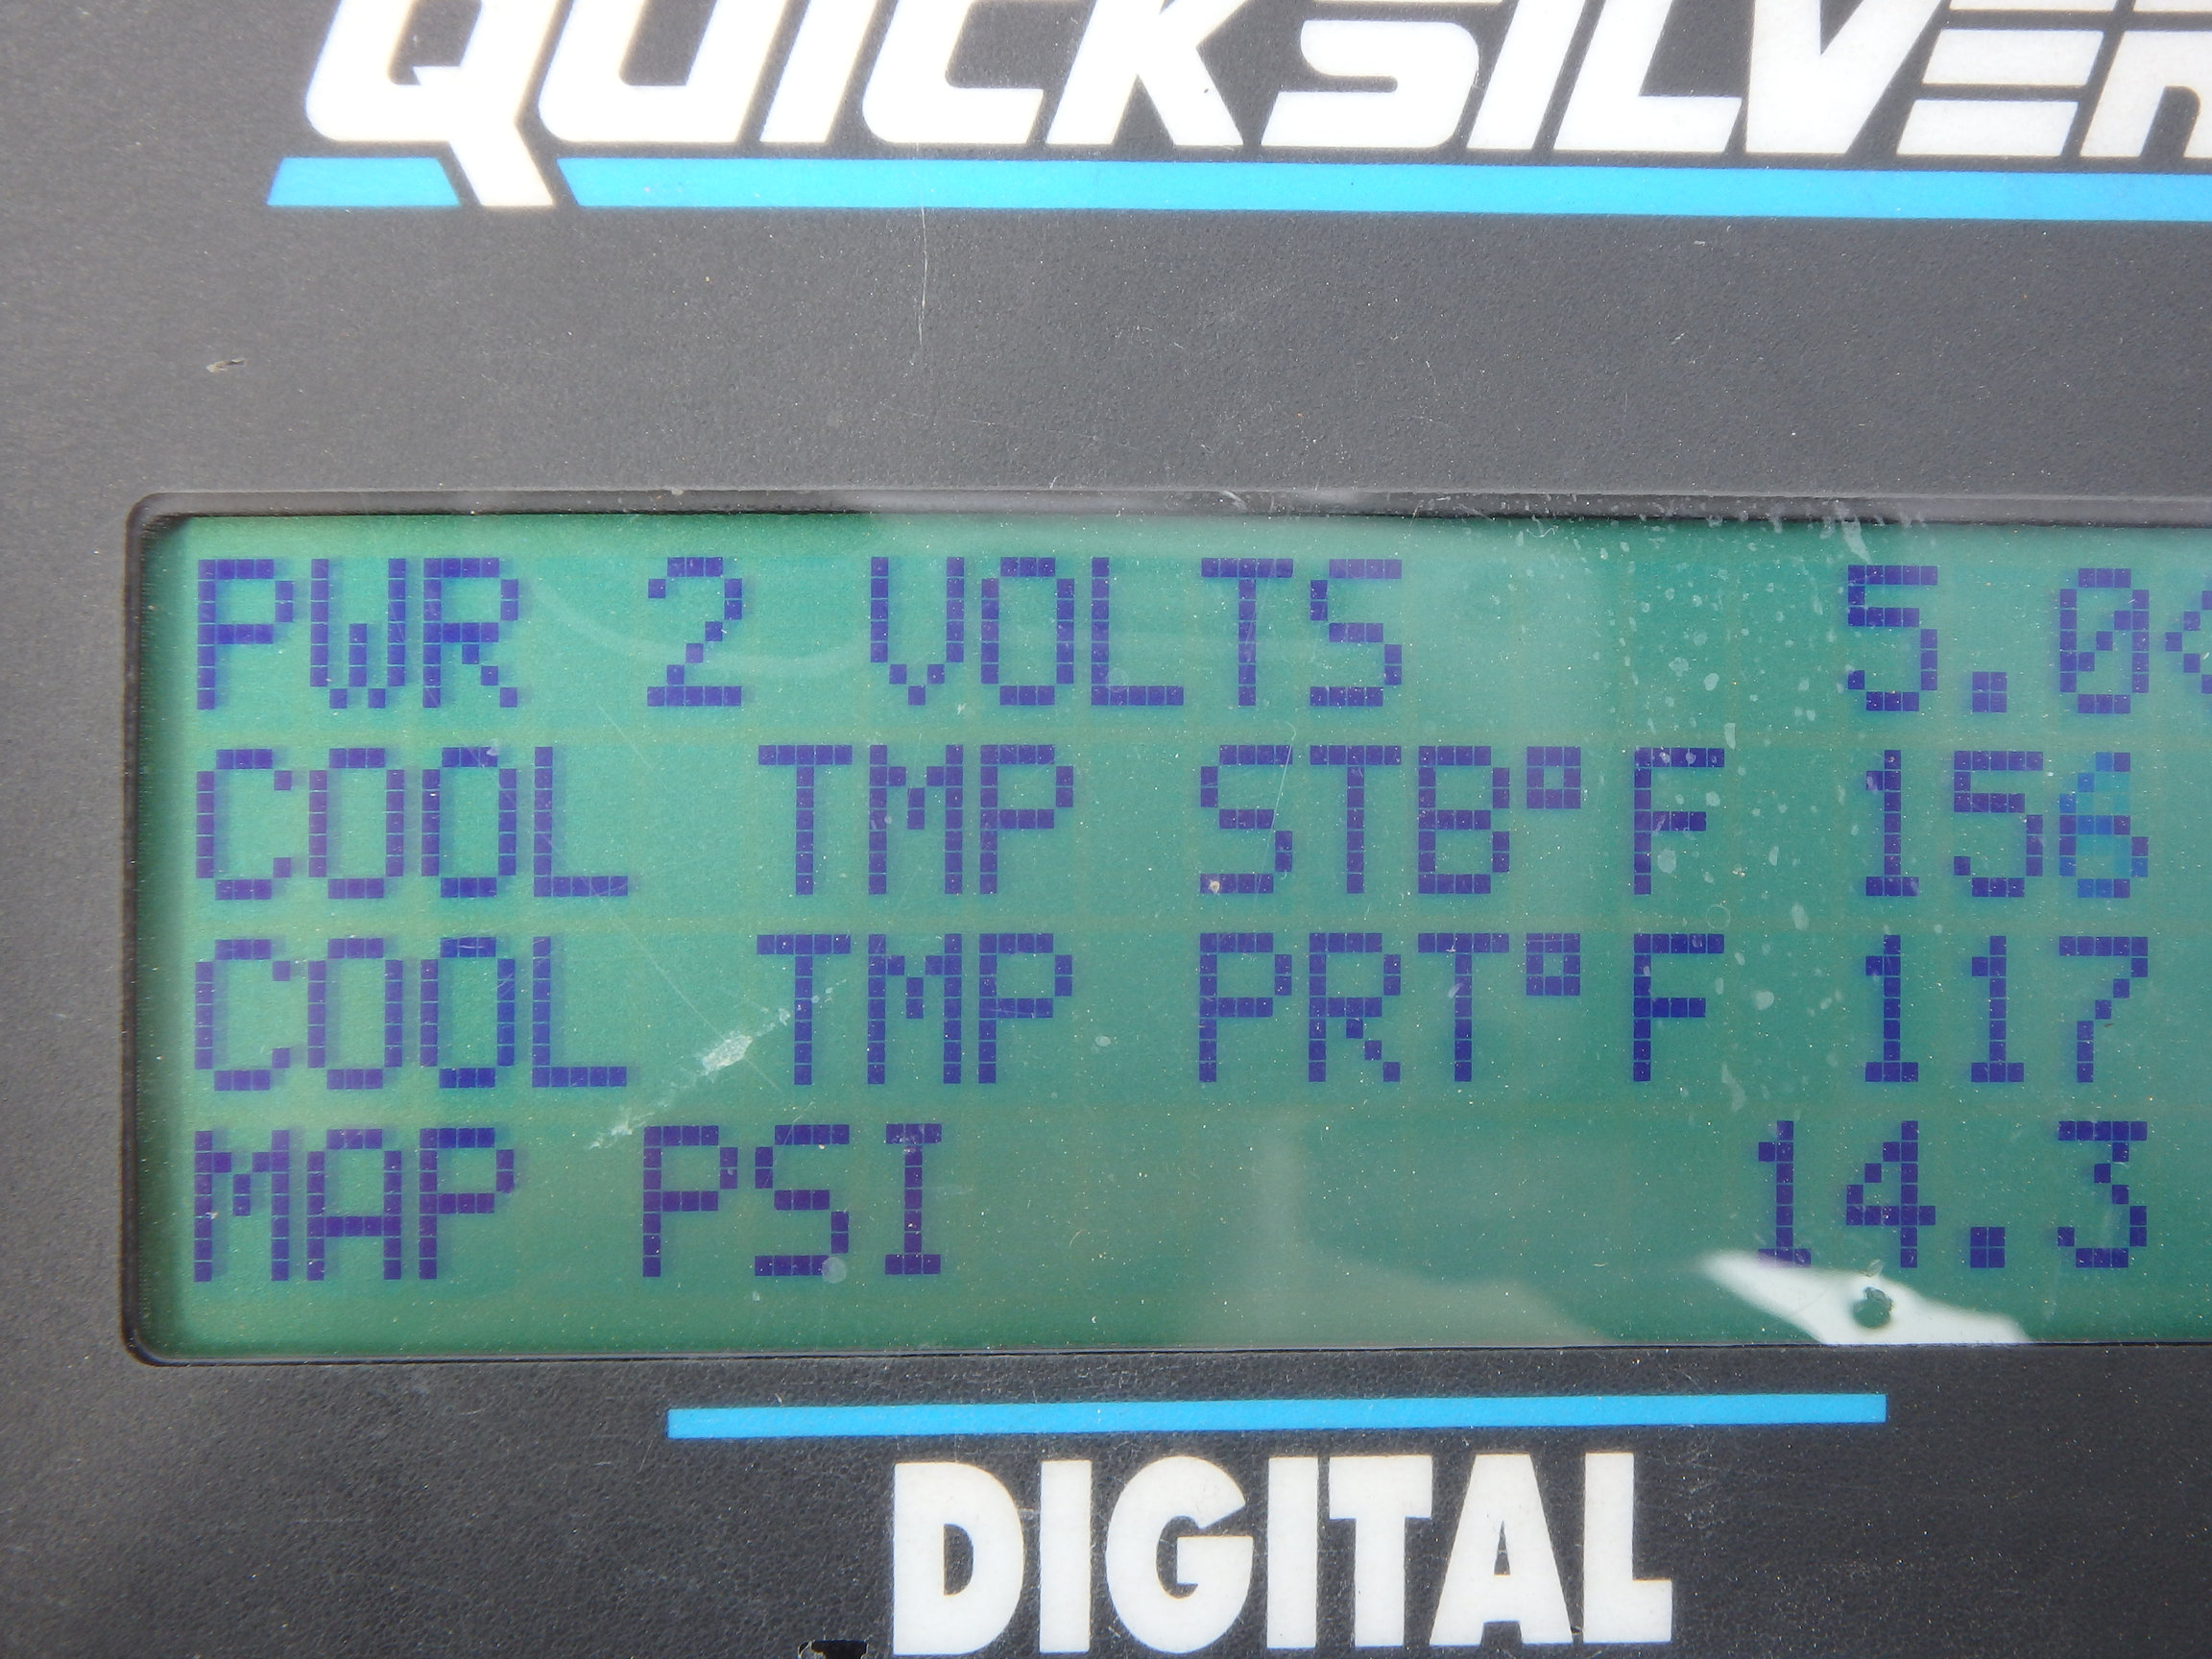 QUICKSILVER
PWR 2 VOLTS 5.0<
COOL TMP STB°F 156
COOL TMP PRT°F 117
MAP PSI 14.3
DIGITAL